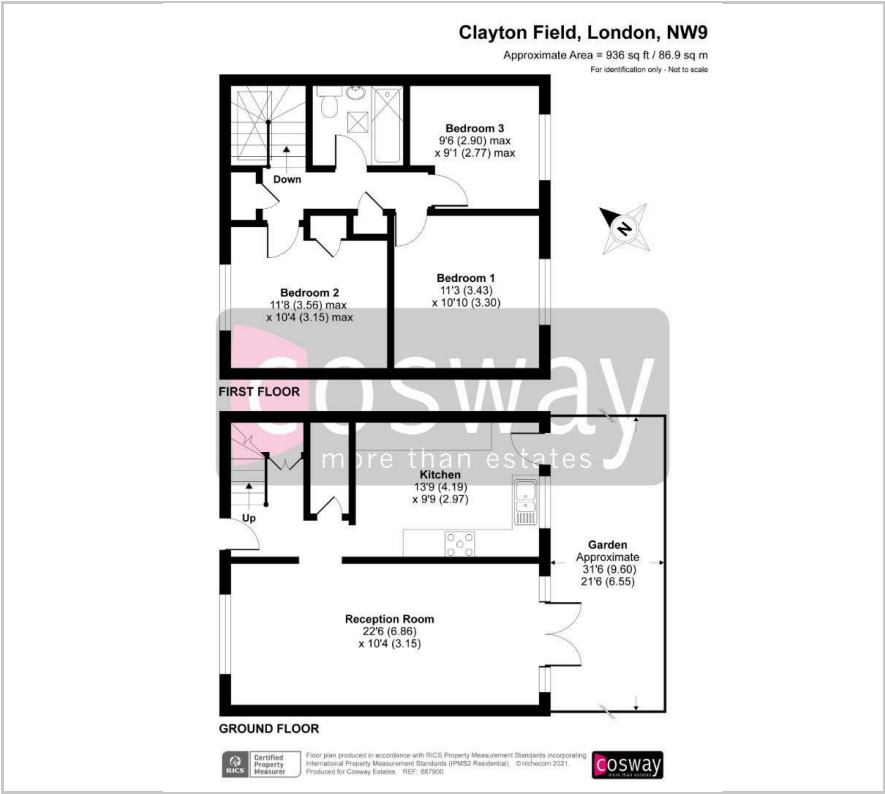 Clayton Field, London, NW9
Approximate Area = 936 sq ft / 86.9 sq m
For identification only - Not to scale
Bedroom 3
9'6 (2.90) max
x 9'1 (2.77) max
Down
N
Bedroom 2
11'8 (3.56) max
x 10'4 (3.15) max
Bedroom 1
11'3 (3.43)
x 10'10 (3.30)
FIRST FLOOR
cosway
more than estates
Kitchen
13'9 (4.19)
x 9'9 (2.97)
Up
Garden
Approximate
31'6 (9.60)
21'6 (6.55)
Reception Room
22'6 (6.86)
x 10'4 (3.15)
GROUND FLOOR
RICS
Certified
Property
Measurer
Floor plan produced in accordance with RICS Property Measurement Standards incorporating
International Property Measurement Standards (IPMS2 Residential). © nichecom 2021.
Produced for Cosway Estates. REF: 687900
cosway
more than estates